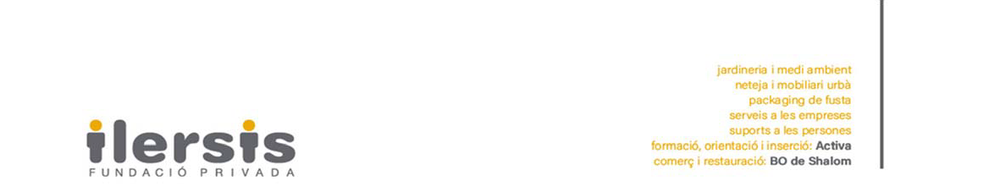 ilersis
FUNDACIÓ PRIVADA
jardineria i medi ambient
neteja i mobiliari urbà
packaging de fusta
serveis a les empreses
suports a les persones
formació, orientació i inserció: Activa
comerç i restauració: BO de Shalom